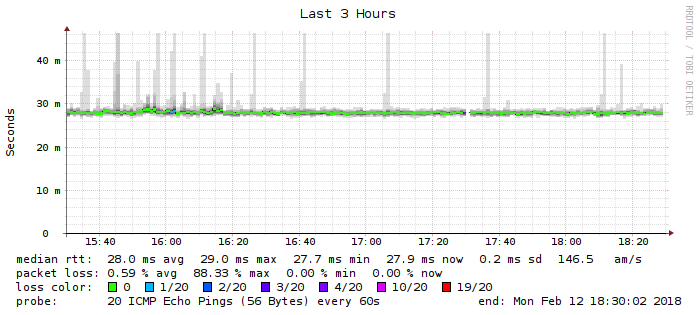 Last 3 Hours
RRDTOOL / TOBI OETIKER
Seconds
40 m
30 m
20 m
10 m
0
15:40 16:00 16:20 16:40 17:00 17:20 17:40 18:00 18:20
median rtt: 28.0 ms avg 29.0 ms max 27.7 ms min 27.9 ms now 0.2 ms sd 146.5 am/s
packet loss: 0.59 % avg 88.33 % max 0.00 % min 0.00 % now
loss color: 0 1/20 2/20 3/20 4/20 10/20 19/20
probe: 20 ICMP Echo Pings (56 Bytes) every 60s end: Mon Feb 12 18:30:02 2018